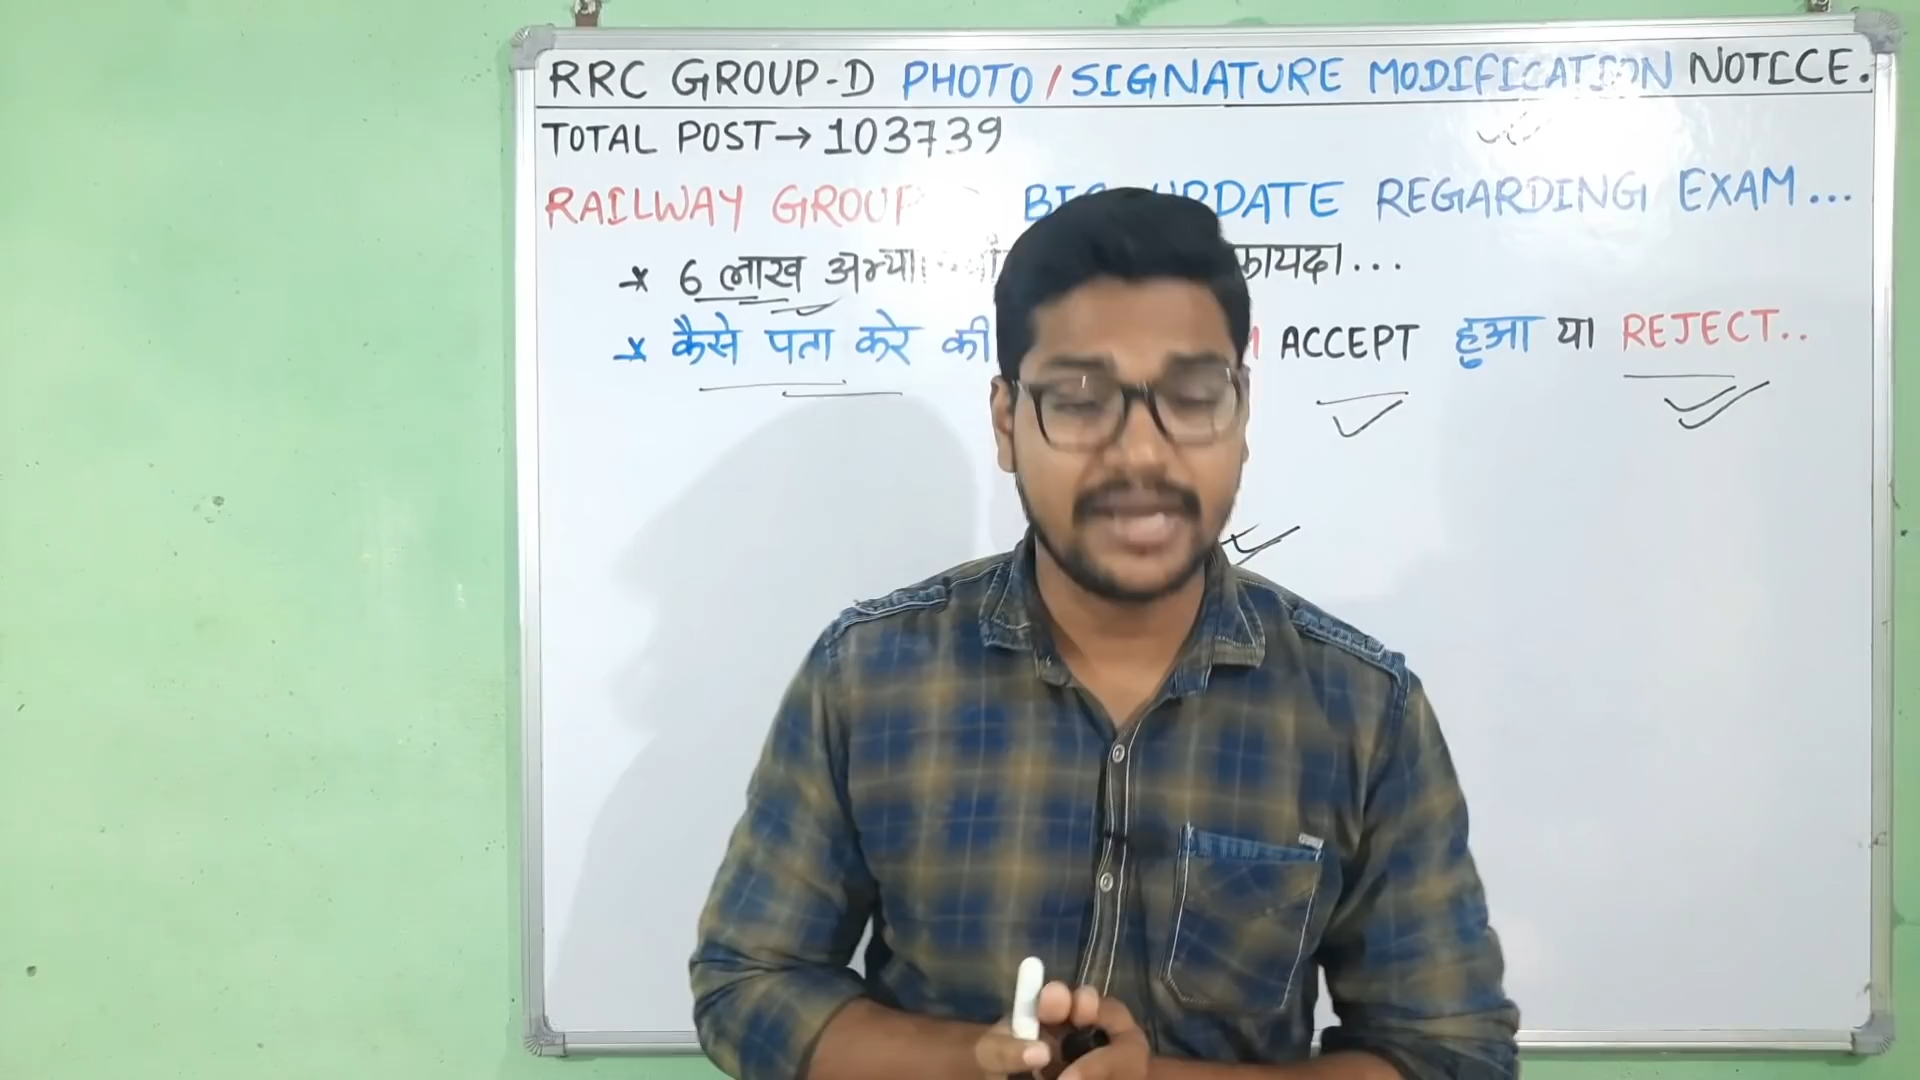 RRC GROUP-D PHOTO/SIGNATURE MODIFICATION NOTICE.
TOTAL POST→103739
RAILWAY GROUP UPDATE REGARDING EXAM...
* 6 लाख फायदा...
* कैसे पता करे की ACCEPT हुआ या REJECT..